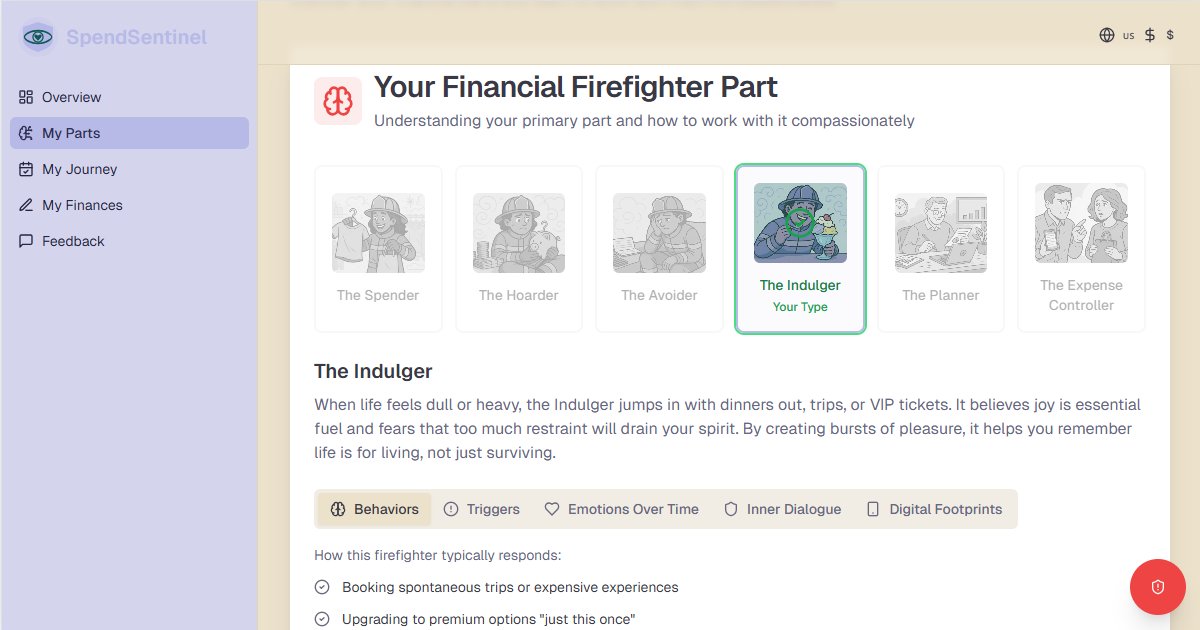 SpendSentinel
US $ $
Overview
My Parts
My Journey
My Finances
Feedback
Your Financial Firefighter Part
Understanding your primary part and how to work with it compassionately
The Spender
The Hoarder
The Avoider
The Indulger
Your Type
The Planner
The Expense
Controller
The Indulger
When life feels dull or heavy, the Indulger jumps in with dinners out, trips, or VIP tickets. It believes joy is essential
fuel and fears that too much restraint will drain your spirit. By creating bursts of pleasure, it helps you remember
life is for living, not just surviving.
Behaviors
Triggers
Emotions Over Time
Inner Dialogue
Digital Footprints
How this firefighter typically responds:
Booking spontaneous trips or expensive experiences
Upgrading to premium options "just this once"